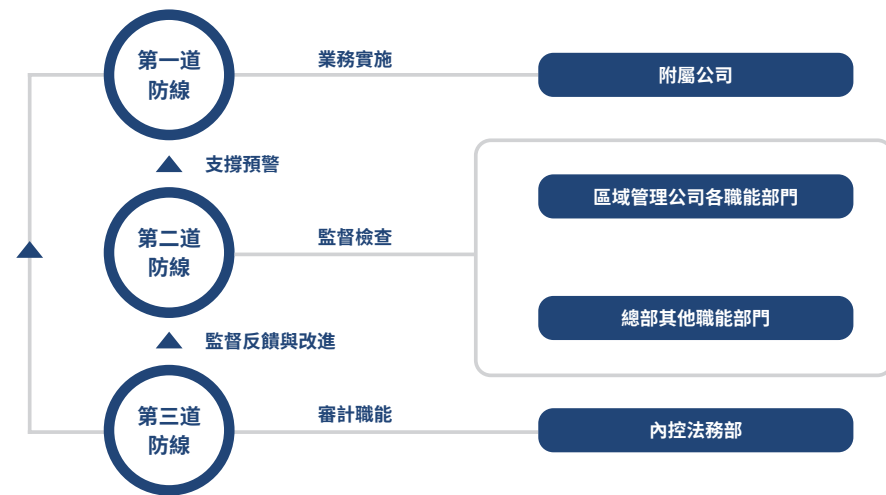 第一道
防線
業務實施
附屬公司
支撐預警
區域管理公司各職能部門
第二道
防線
監督檢查
總部其他職能部門
監督反饋與改進
第三道
防線
審計職能
內控法務部